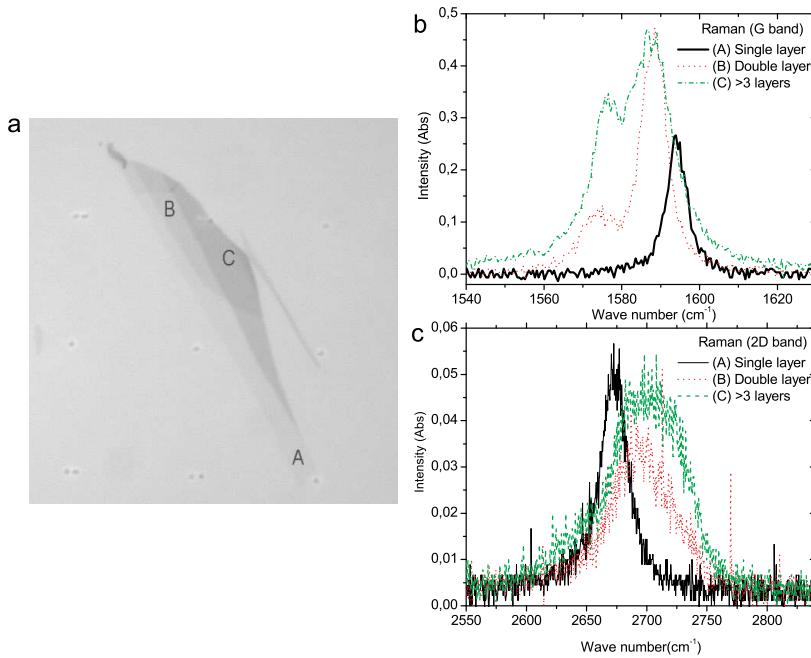 a
B
C
A
b
0,5
0,4
0,3
0,2
0,1
0,0
Intensity (Abs)
Raman (G band)
(A) Single layer
(B) Double layer
(C) >3 layers
1540
1560
1580
1600
1620
Wave number (cm-1)
c
0,06
0,05
0,04
0,03
0,02
0,01
0,00
Intensity (Abs)
Raman (2D band)
(A) Single layer
(B) Double layer
(C) >3 layers
2550
2600
2650
2700
2750
2800
Wave number(cm-1)